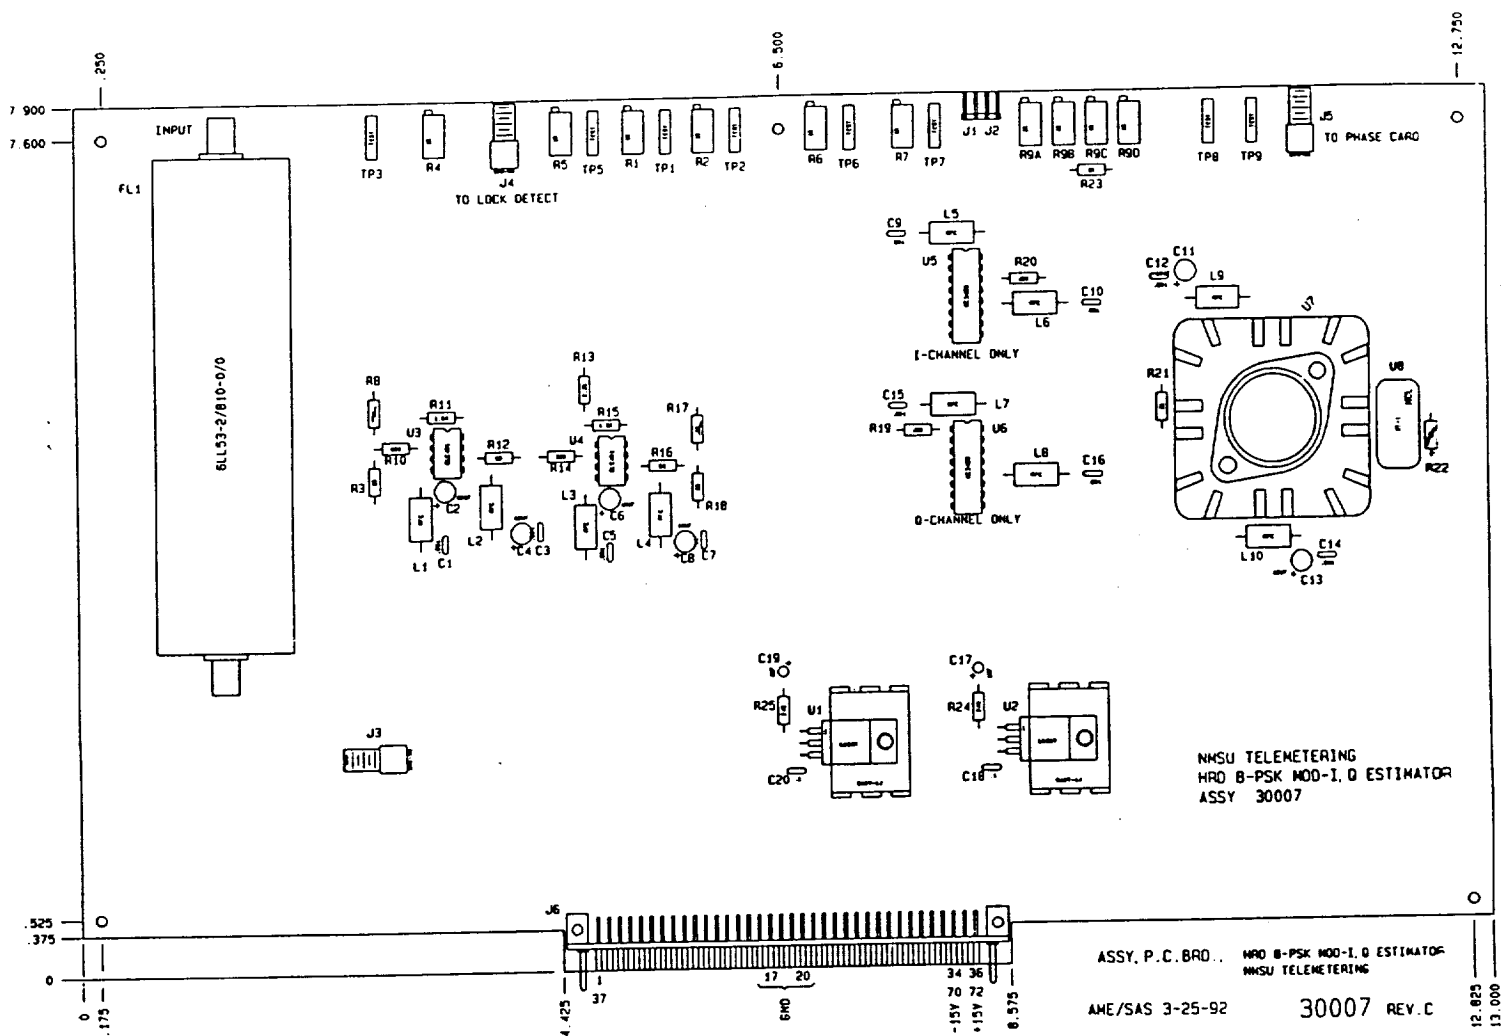 .250
6.500
12.750
7.900
7.600
INPUT
FL1
6LL53-2/810-0/0
TP3
R4
J4
TO LOCK DETECT
R5
TP5
R1
TP1
R2
TP2
R6
TP6
R7
TP7
J1 J2
R9A
R9B
R9C
R9D
R23
TP8
TP9
J5
TO PHASE CARD
C9
L5
U5
R20
L6
C10
I-CHANNEL ONLY
C12
C11
L9
U7
R21
U8
MCL
R22
C15
L7
R19
U6
L8
C16
Q-CHANNEL ONLY
L10
C14
C13
R8
R11
U3
R10
R12
R3
C2
L1
C1
L2
C4
C3
R13
R15
U4
R14
R16
R17
R18
L3
C6
C5
L4
C8
C7
J3
C19
R25
U1
C20
C17
R24
U2
C18
NMSU TELEMETERING
HRD B-PSK MOD-I,Q ESTIMATOR
ASSY 30007
.525
.375
0
J6
1
37
17 20
GND
34 36
70 72
-15V
+15V
0
.175
4.425
8.575
12.825
13.000
ASSY, P.C.BRD., HRD B-PSK MOD-I,Q ESTIMATOR
NMSU TELEMETERING
AME/SAS 3-25-92 30007 REV.C